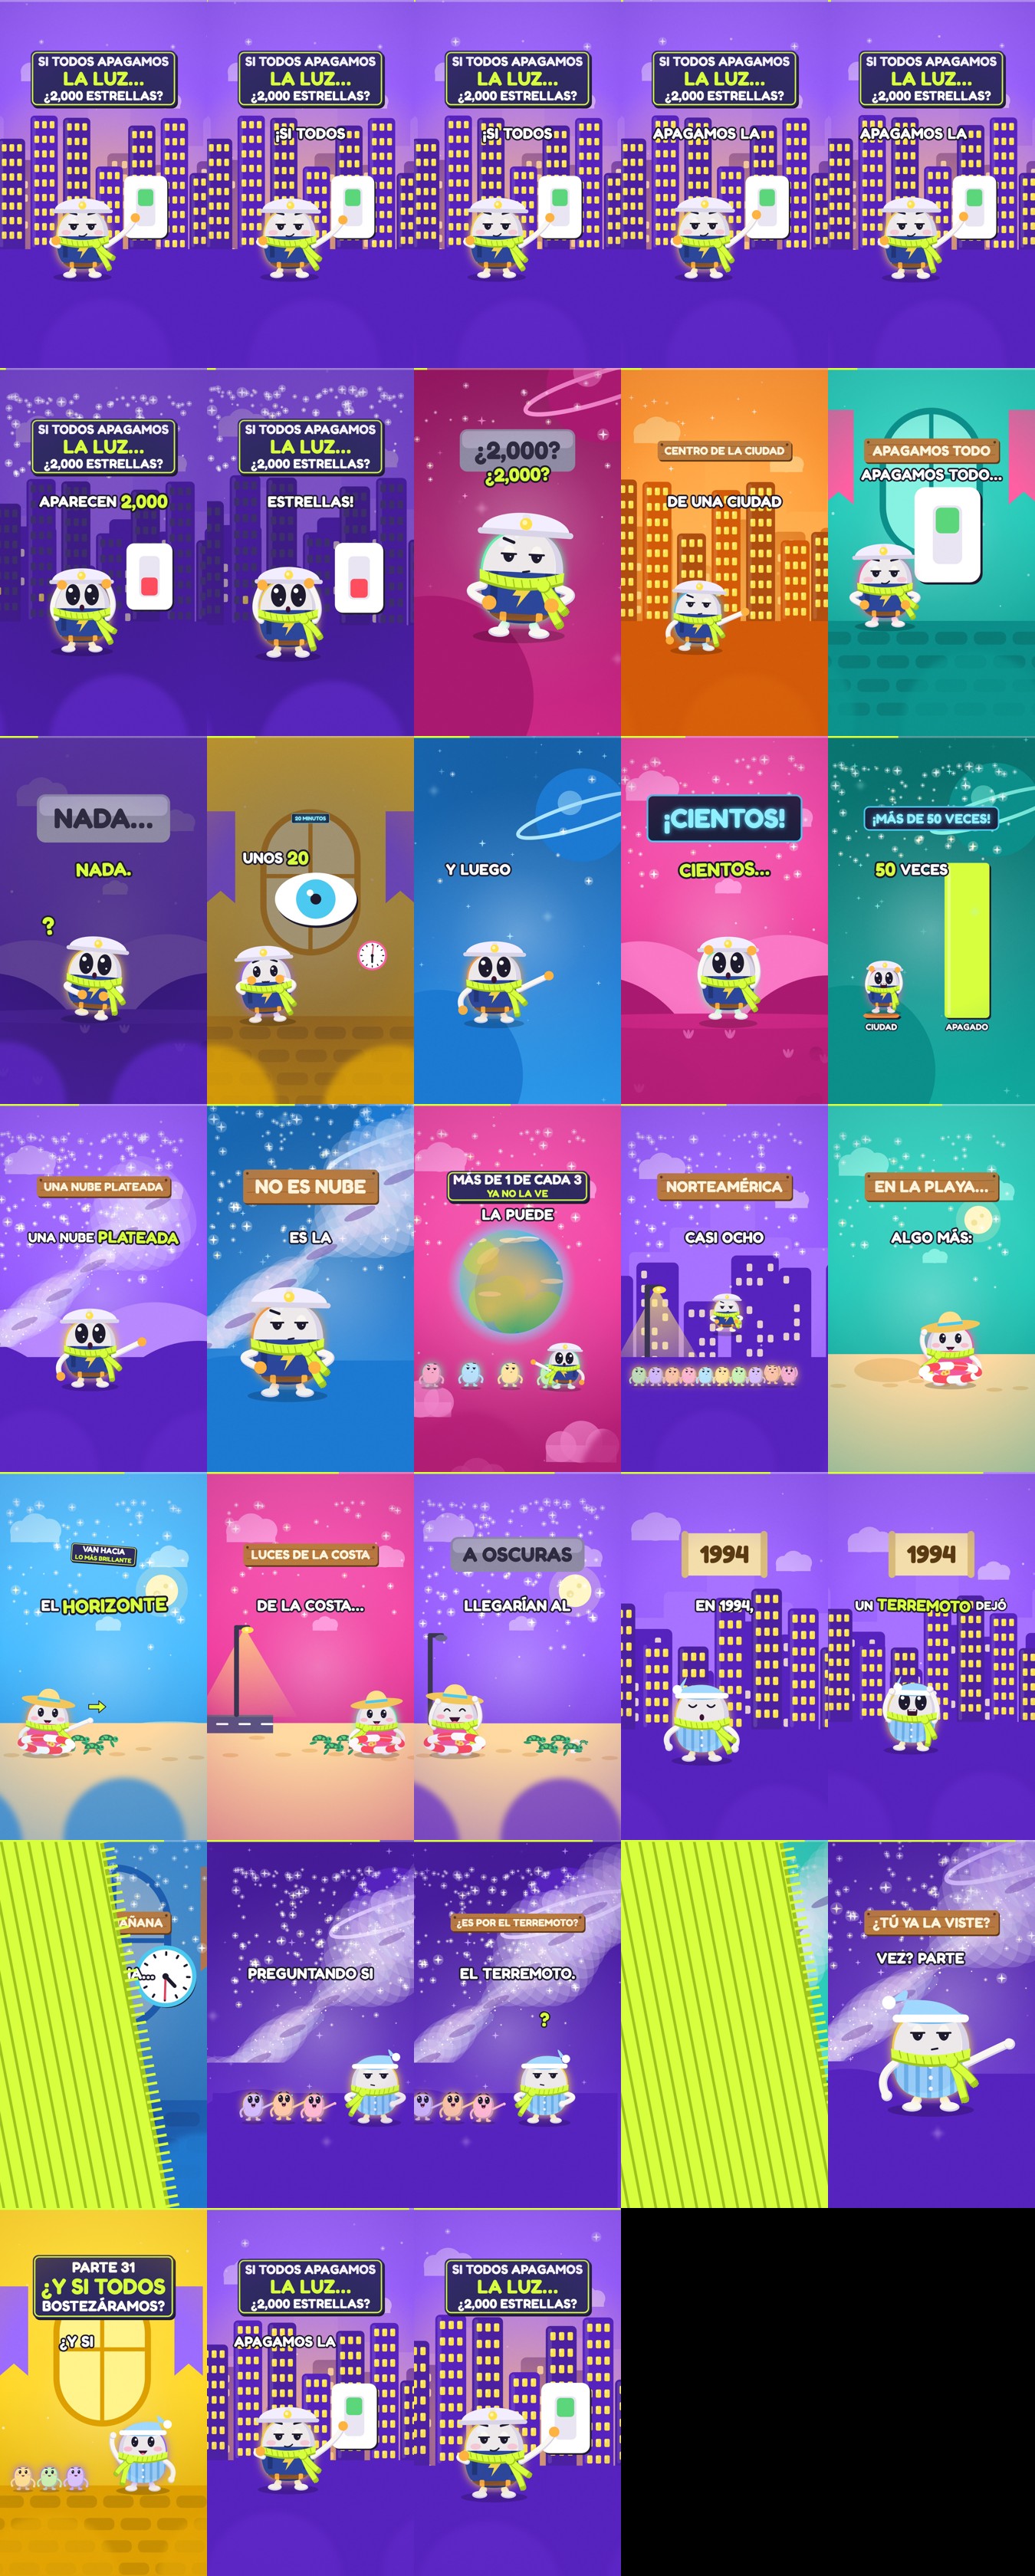 SI TODOS APAGAMOS
LA LUZ...
¿2,000 ESTRELLAS?
SI TODOS APAGAMOS
LA LUZ...
¿2,000 ESTRELLAS?
¡SI TODOS
SI TODOS APAGAMOS
LA LUZ...
¿2,000 ESTRELLAS?
¡SI TODOS
SI TODOS APAGAMOS
LA LUZ...
¿2,000 ESTRELLAS?
APAGAMOS LA
SI TODOS APAGAMOS
LA LUZ...
¿2,000 ESTRELLAS?
APAGAMOS LA
SI TODOS APAGAMOS
LA LUZ...
¿2,000 ESTRELLAS?
APARECEN 2,000
SI TODOS APAGAMOS
LA LUZ...
¿2,000 ESTRELLAS?
ESTRELLAS!
¿2,000?
¿2,000?
CENTRO DE LA CIUDAD
DE UNA CIUDAD
APAGAMOS TODO
APAGAMOS TODO...
NADA...
NADA.
?
20 MINUTOS
UNOS 20
Y LUEGO
¡CIENTOS!
CIENTOS...
¡MÁS DE 50 VECES!
50 VECES
CIUDAD
APAGADO
UNA NUBE PLATEADA
UNA NUBE PLATEADA
NO ES NUBE
ES LA
MÁS DE 1 DE CADA 3
YA NO LA VE
LA PUEDE
NORTEAMÉRICA
CASI OCHO
EN LA PLAYA...
ALGO MÁS:
VAN HACIA
LO MÁS BRILLANTE
EL HORIZONTE
LUCES DE LA COSTA
DE LA COSTA...
A OSCURAS
LLEGARÍAN AL
1994
EN 1994,
1994
UN TERREMOTO DEJÓ
AÑANA
A...
PREGUNTANDO SI
¿ES POR EL TERREMOTO?
EL TERREMOTO.
?
¿TÚ YA LA VISTE?
VEZ? PARTE
PARTE 31
¿Y SI TODOS
BOSTEZÁRAMOS?
¿Y SI
SI TODOS APAGAMOS
LA LUZ...
¿2,000 ESTRELLAS?
APAGAMOS LA
SI TODOS APAGAMOS
LA LUZ...
¿2,000 ESTRELLAS?